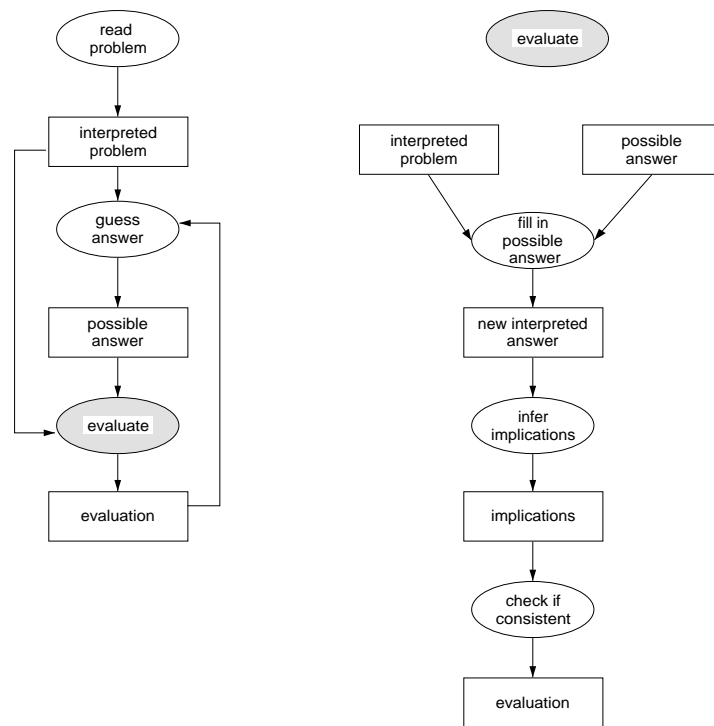 read
problem
interpreted
problem
guess
answer
possible
answer
evaluate
evaluation
evaluate
interpreted
problem
possible
answer
fill in
possible
answer
new interpreted
answer
infer
implications
implications
check if
consistent
evaluation